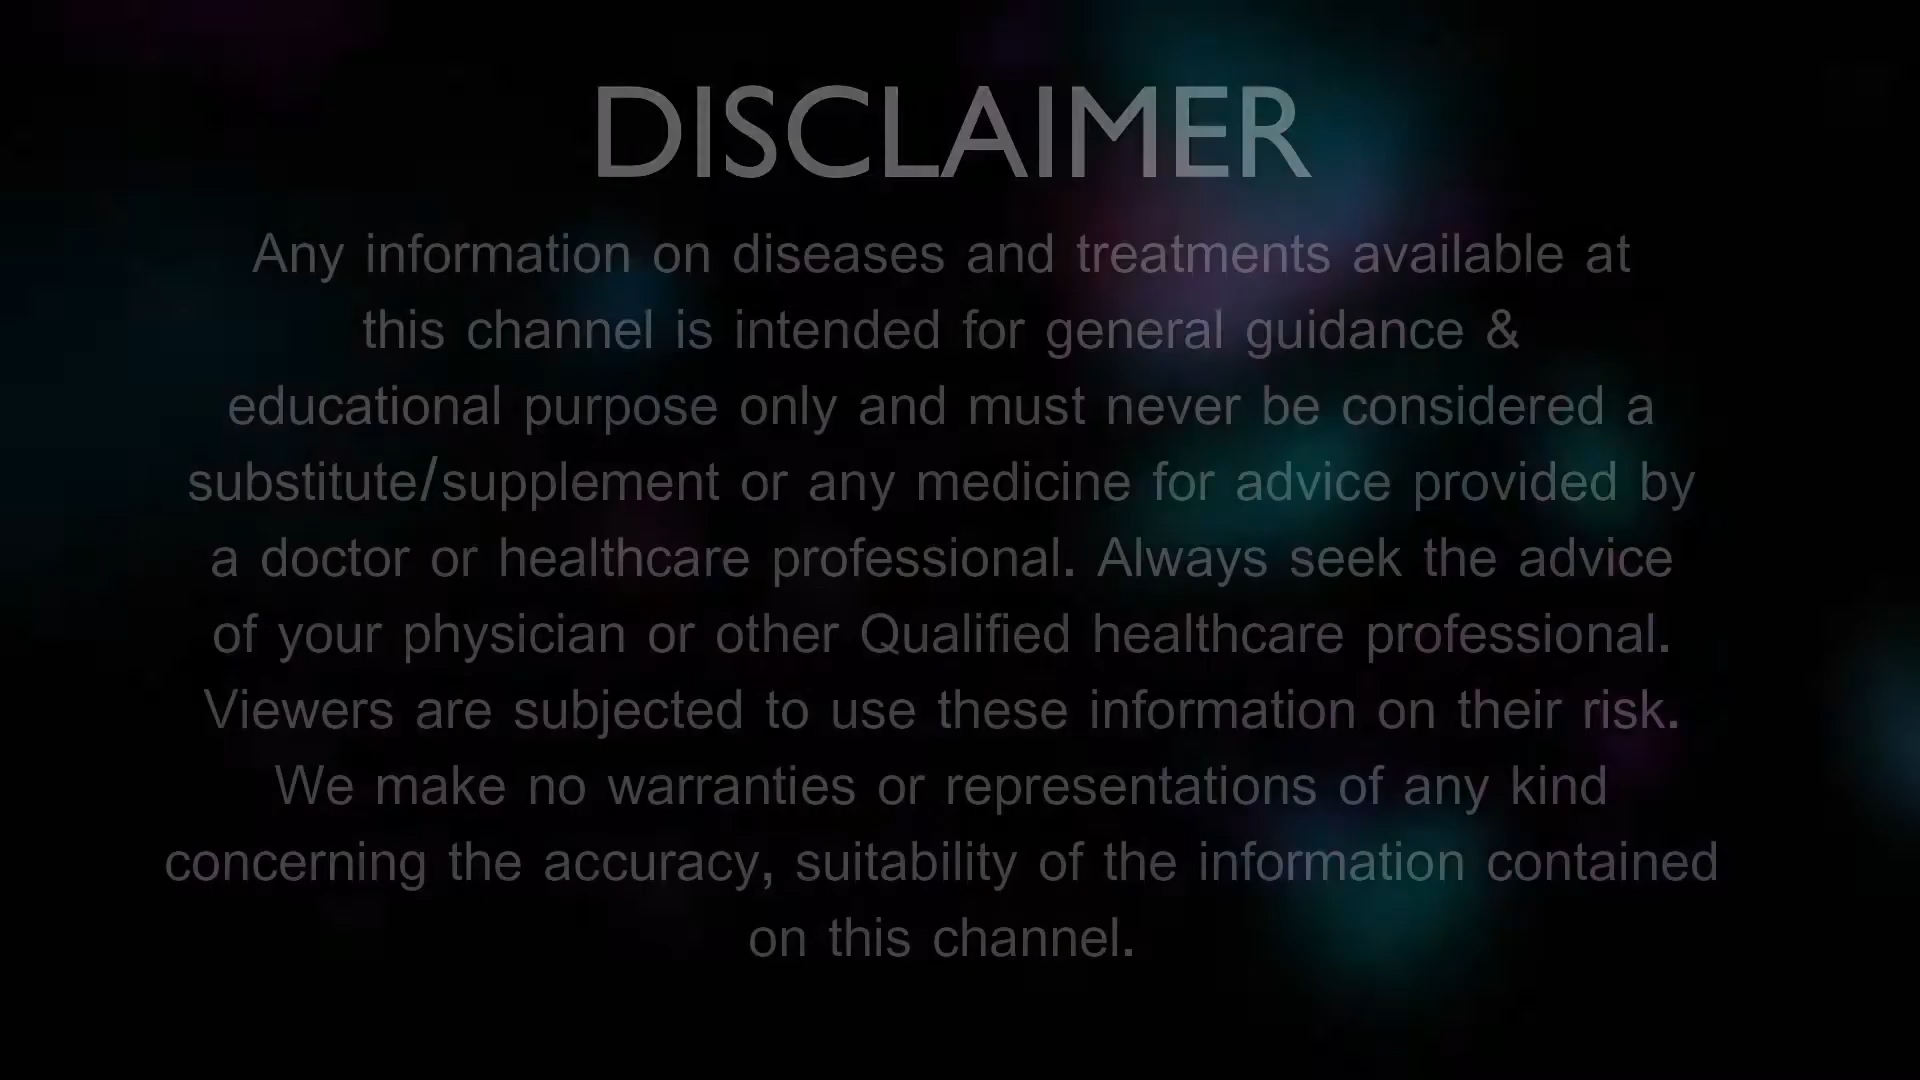 DISCLAIMER
Any information on diseases and treatments available at
this channel is intended for general guidance &
educational purpose only and must never be considered a
substitute/supplement or any medicine for advice provided by
a doctor or healthcare professional. Always seek the advice
of your physician or other Qualified healthcare professional.
Viewers are subjected to use these information on their risk.
We make no warranties or representations of any kind
concerning the accuracy, suitability of the information contained
on this channel.